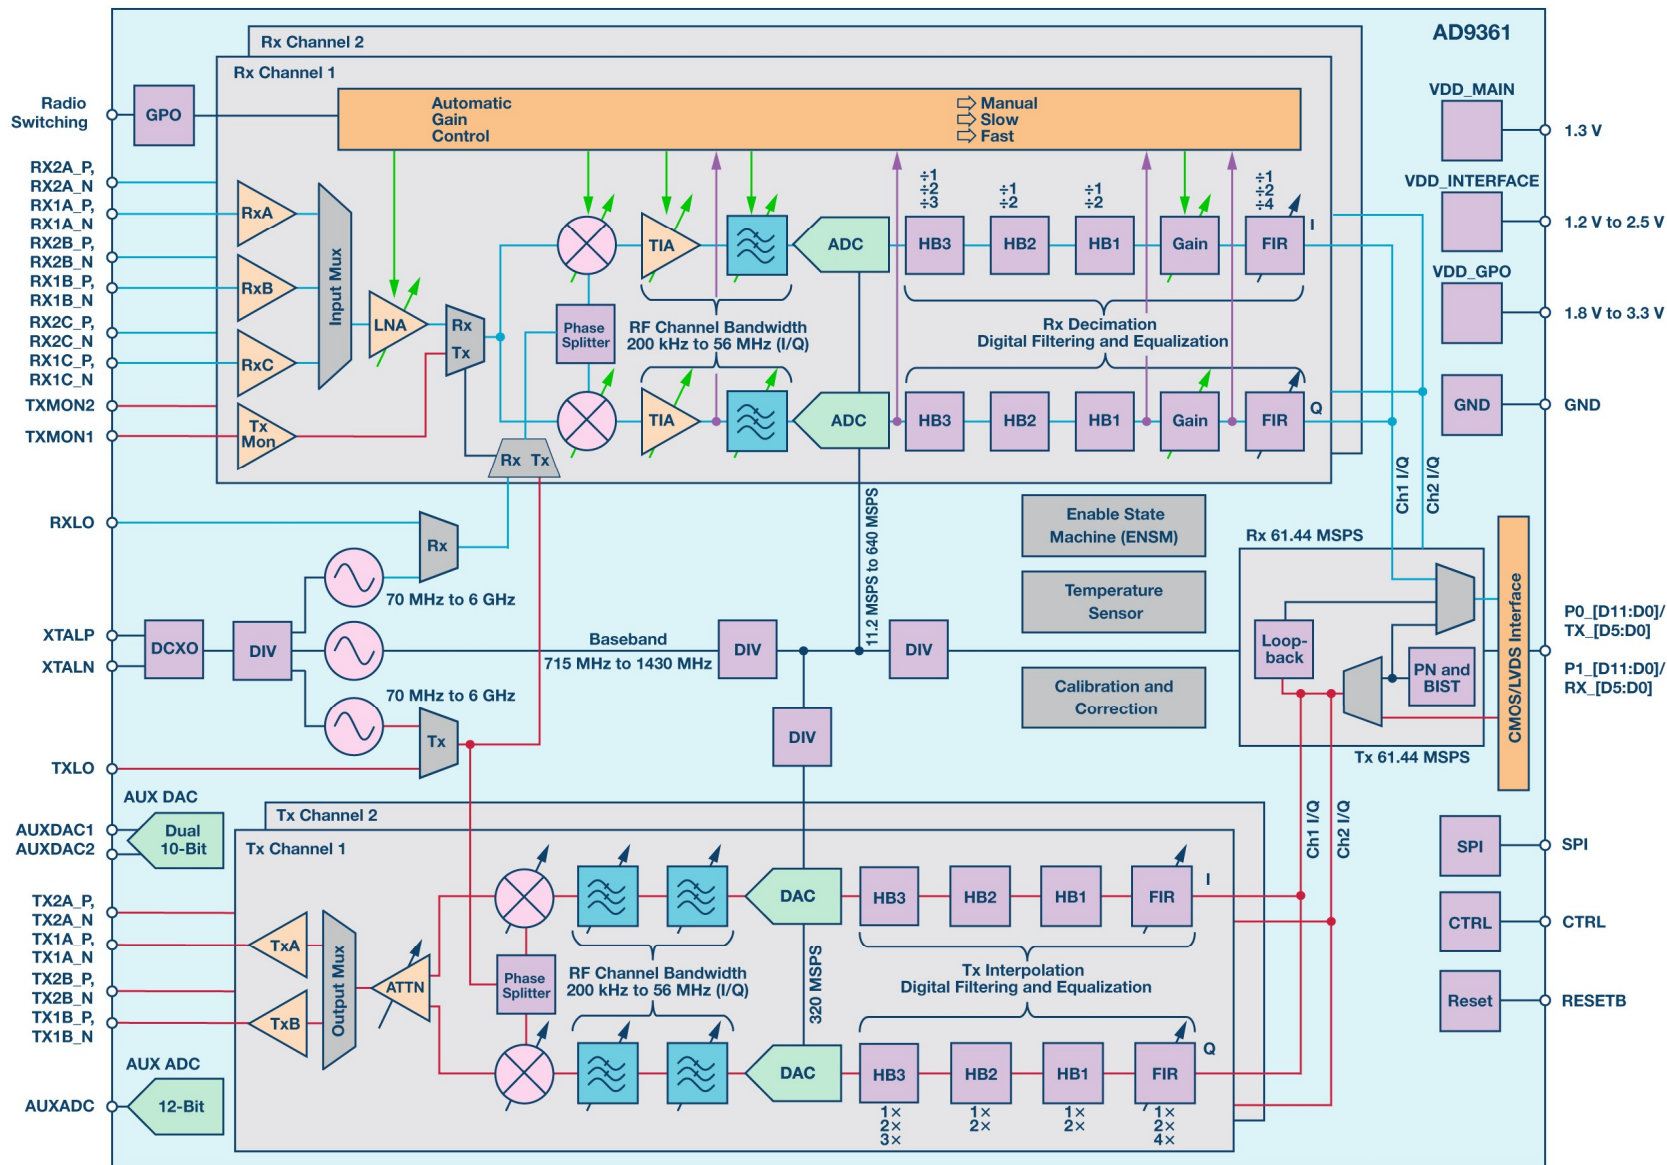 AD9361
Rx Channel 2
Rx Channel 1
Radio
Switching
GPO
Automatic
Gain
Control
Manual
Slow
Fast
VDD_MAIN
1.3 V
VDD_INTERFACE
1.2 V to 2.5 V
VDD_GPO
1.8 V to 3.3 V
GND
GND
RX2A_P,
RX2A_N
RX1A_P,
RX1A_N
RX2B_P,
RX2B_N
RX1B_P,
RX1B_N
RX2C_P,
RX2C_N
RX1C_P,
RX1C_N
TXMON2
TXMON1
RxA
RxB
RxC
Tx
Mon
Input Mux
LNA
Rx
Tx
Phase
Splitter
TIA
ADC
÷1
÷2
÷3
÷1
÷2
÷1
÷2
÷1
÷2
÷4
HB3
HB2
HB1
Gain
FIR
I
RF Channel Bandwidth
200 kHz to 56 MHz (I/Q)
Rx Decimation
Digital Filtering and Equalization
TIA
ADC
HB3
HB2
HB1
Gain
FIR
Q
Rx Tx
Ch1 I/Q
Ch2 I/Q
RXLO
Rx
70 MHz to 6 GHz
XTALP
XTALN
DCXO
DIV
Baseband
715 MHz to 1430 MHz
DIV
11.2 MSPS to 640 MSPS
DIV
DIV
70 MHz to 6 GHz
Tx
TXLO
Enable State
Machine (ENSM)
Temperature
Sensor
Calibration and
Correction
Rx 61.44 MSPS
Loop-
back
PN and
BIST
Tx 61.44 MSPS
CMOS/LVDS Interface
P0_[D11:D0]/
TX_[D5:D0]
P1_[D11:D0]/
RX_[D5:D0]
AUX DAC
AUXDAC1
AUXDAC2
Dual
10-Bit
Tx Channel 2
Tx Channel 1
Ch1 I/Q
Ch2 I/Q
SPI
SPI
CTRL
CTRL
Reset
RESETB
TX2A_P,
TX2A_N
TX1A_P,
TX1A_N
TX2B_P,
TX2B_N
TX1B_P,
TX1B_N
TxA
TxB
Output Mux
ATTN
Phase
Splitter
DAC
HB3
HB2
HB1
FIR
I
RF Channel Bandwidth
200 kHz to 56 MHz (I/Q)
320 MSPS
Tx Interpolation
Digital Filtering and Equalization
DAC
HB3
HB2
HB1
FIR
Q
1×
2×
3×
1×
2×
1×
2×
1×
2×
4×
AUX ADC
AUXADC
12-Bit